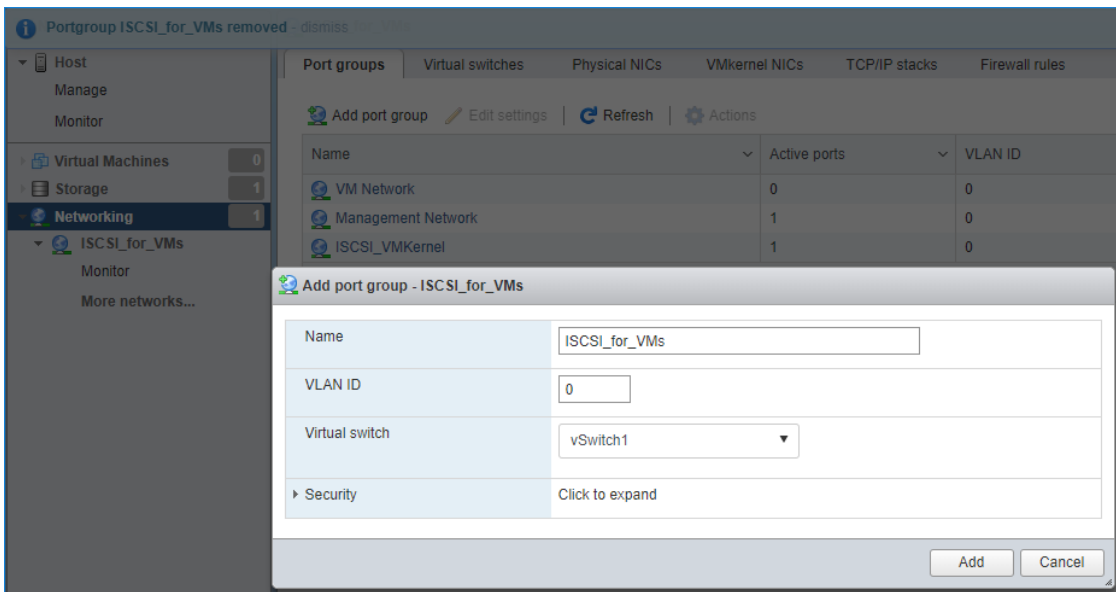 Portgroup ISCSI_for_VMs removed - dismiss
Host
Manage
Monitor
Virtual Machines 0
Storage 1
Networking 1
ISCSI_for_VMs
Monitor
More networks...
Port groups Virtual switches Physical NICs VMkernel NICs TCP/IP stacks Firewall rules
Add port group Edit settings Refresh Actions
Name Active ports VLAN ID
VM Network 0 0
Management Network 1 0
ISCSI_VMKernel 1 0
Add port group - ISCSI_for_VMs
Name ISCSI_for_VMs
VLAN ID 0
Virtual switch vSwitch1
Security Click to expand
Add Cancel